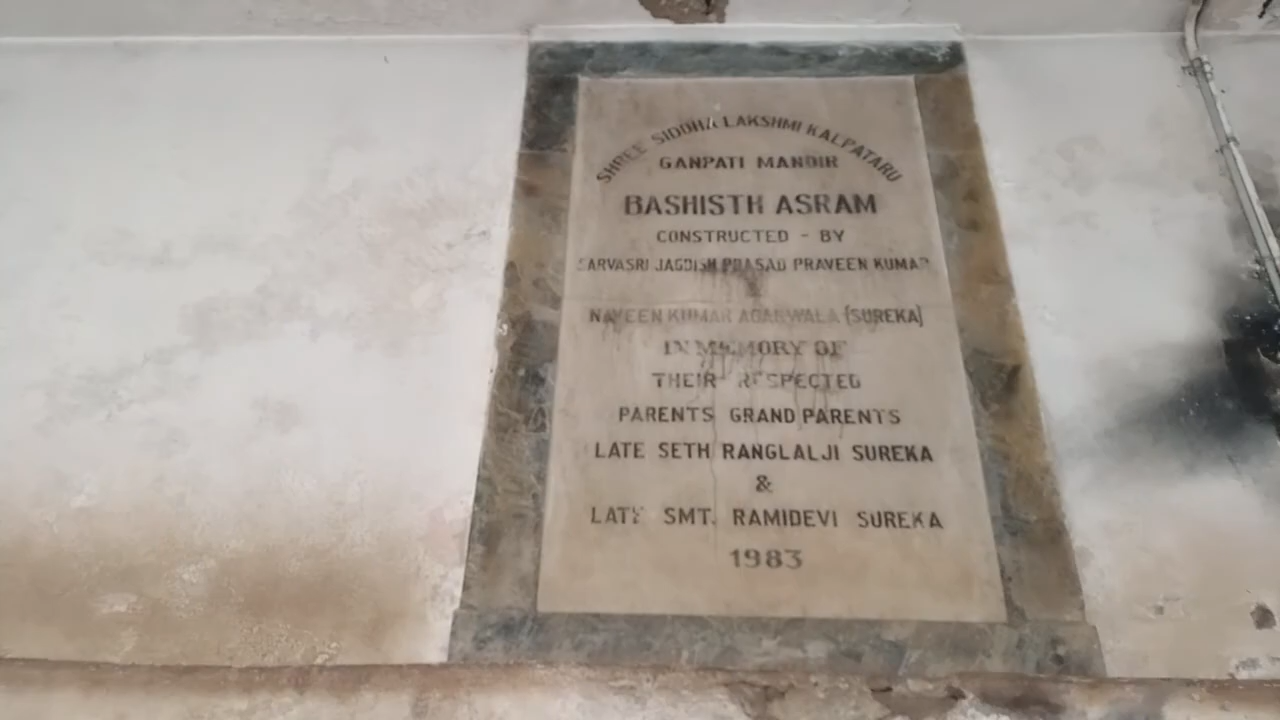 SHREE SIDDHA LAKSHMI KALPATARU
GANPATI MANDIR
BASHISTH ASRAM
CONSTRUCTED - BY
SARVASRI JAGDISH PRASAD PRAVEEN KUMAR
NAVEEN KUMAR AGARWALA (SUREKA)
IN MEMORY OF
THEIR RESPECTED
PARENTS GRAND PARENTS
LATE SETH RANGLALJI SUREKA
&
LATE SMT. RAMIDEVI SUREKA
1983